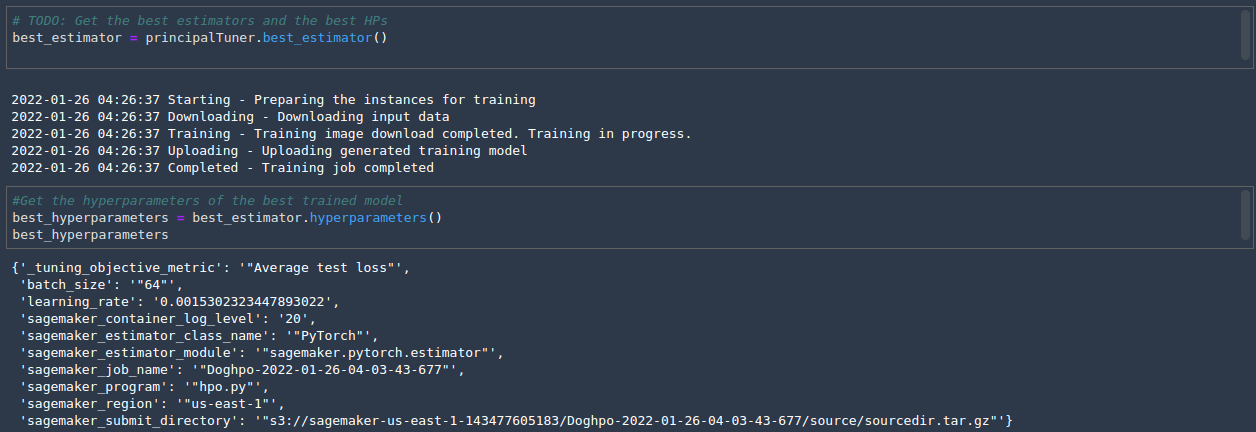 # TODO: Get the best estimators and the best HPs
best_estimator = principalTuner.best_estimator()
2022-01-26 04:26:37 Starting - Preparing the instances for training
2022-01-26 04:26:37 Downloading - Downloading input data
2022-01-26 04:26:37 Training - Training image download completed. Training in progress.
2022-01-26 04:26:37 Uploading - Uploading generated training model
2022-01-26 04:26:37 Completed - Training job completed
#Get the hyperparameters of the best trained model
best_hyperparameters = best_estimator.hyperparameters()
best_hyperparameters
{'_tuning_objective_metric': '"Average test loss"',
 'batch_size': '"64"',
 'learning_rate': '0.0015302323447893022',
 'sagemaker_container_log_level': '20',
 'sagemaker_estimator_class_name': '"PyTorch"',
 'sagemaker_estimator_module': '"sagemaker.pytorch.estimator"',
 'sagemaker_job_name': '"Doghpo-2022-01-26-04-03-43-677"',
 'sagemaker_program': '"hpo.py"',
 'sagemaker_region': '"us-east-1"',
 'sagemaker_submit_directory': '"s3://sagemaker-us-east-1-143477605183/Doghpo-2022-01-26-04-03-43-677/source/sourcedir.tar.gz"'}